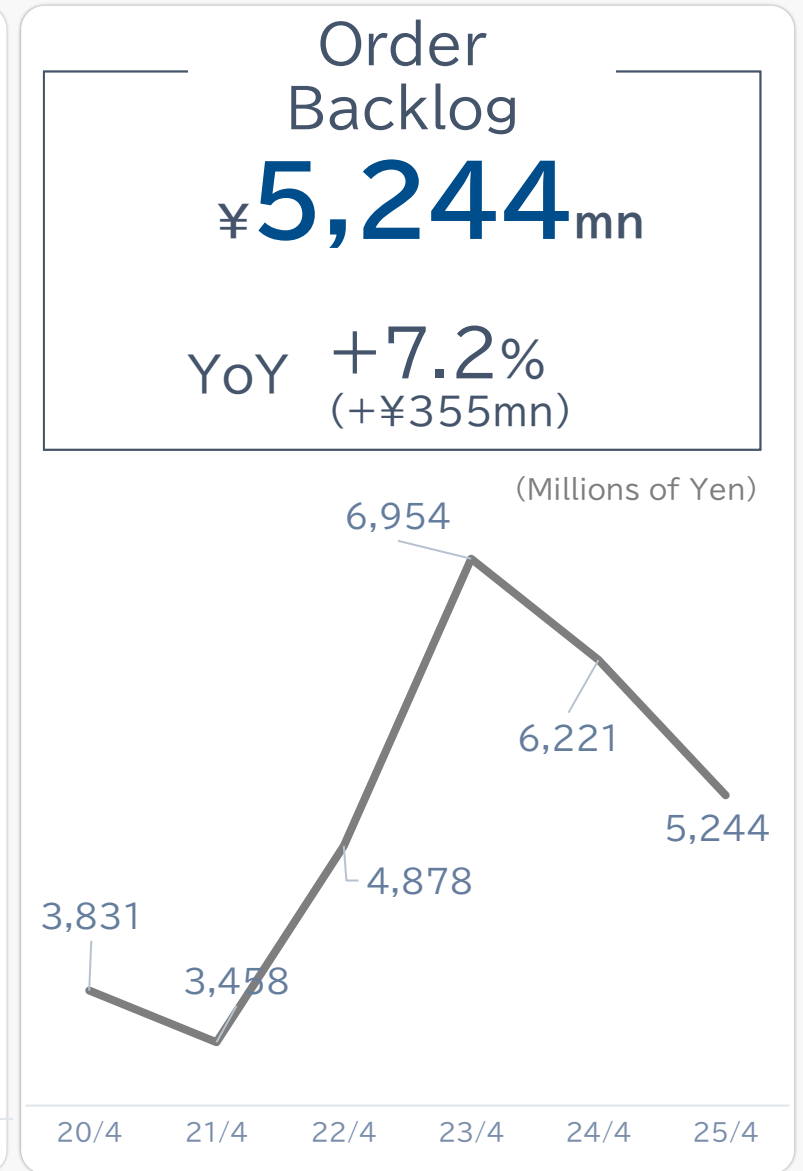 Order
Backlog
¥5,244mn
YoY +7.2%
(+¥355mn)
(Millions of Yen)
6,954
6,221
5,244
4,878
3,831
3,458
20/4 21/4 22/4 23/4 24/4 25/4